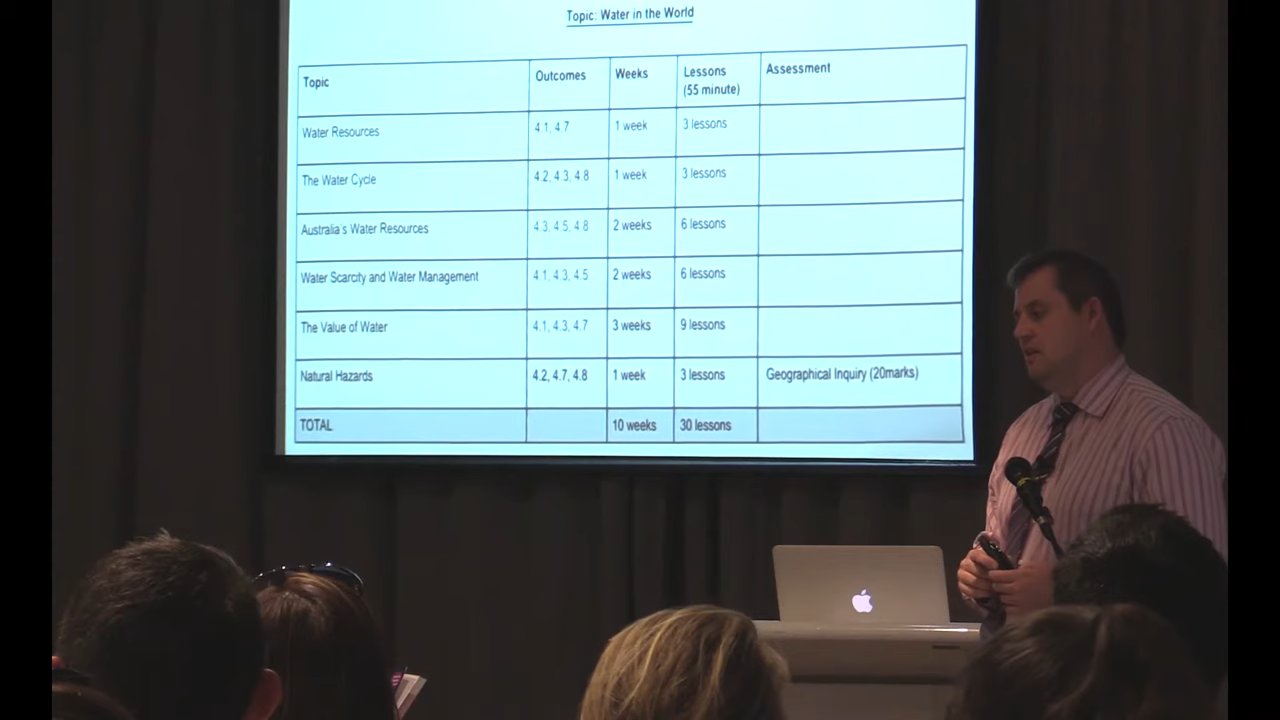 Topic: Water in the World
Topic Outcomes Weeks Lessons (55 minute) Assessment
Water Resources 4.1, 4.7 1 week 3 lessons
The Water Cycle 4.2, 4.3, 4.8 1 week 3 lessons
Australia's Water Resources 4.3, 4.5, 4.8 2 weeks 6 lessons
Water Scarcity and Water Management 4.1, 4.3, 4.5 2 weeks 6 lessons
The Value of Water 4.1, 4.3, 4.7 3 weeks 9 lessons
Natural Hazards 4.2, 4.7, 4.8 1 week 3 lessons Geographical Inquiry (20marks)
TOTAL 10 weeks 30 lessons